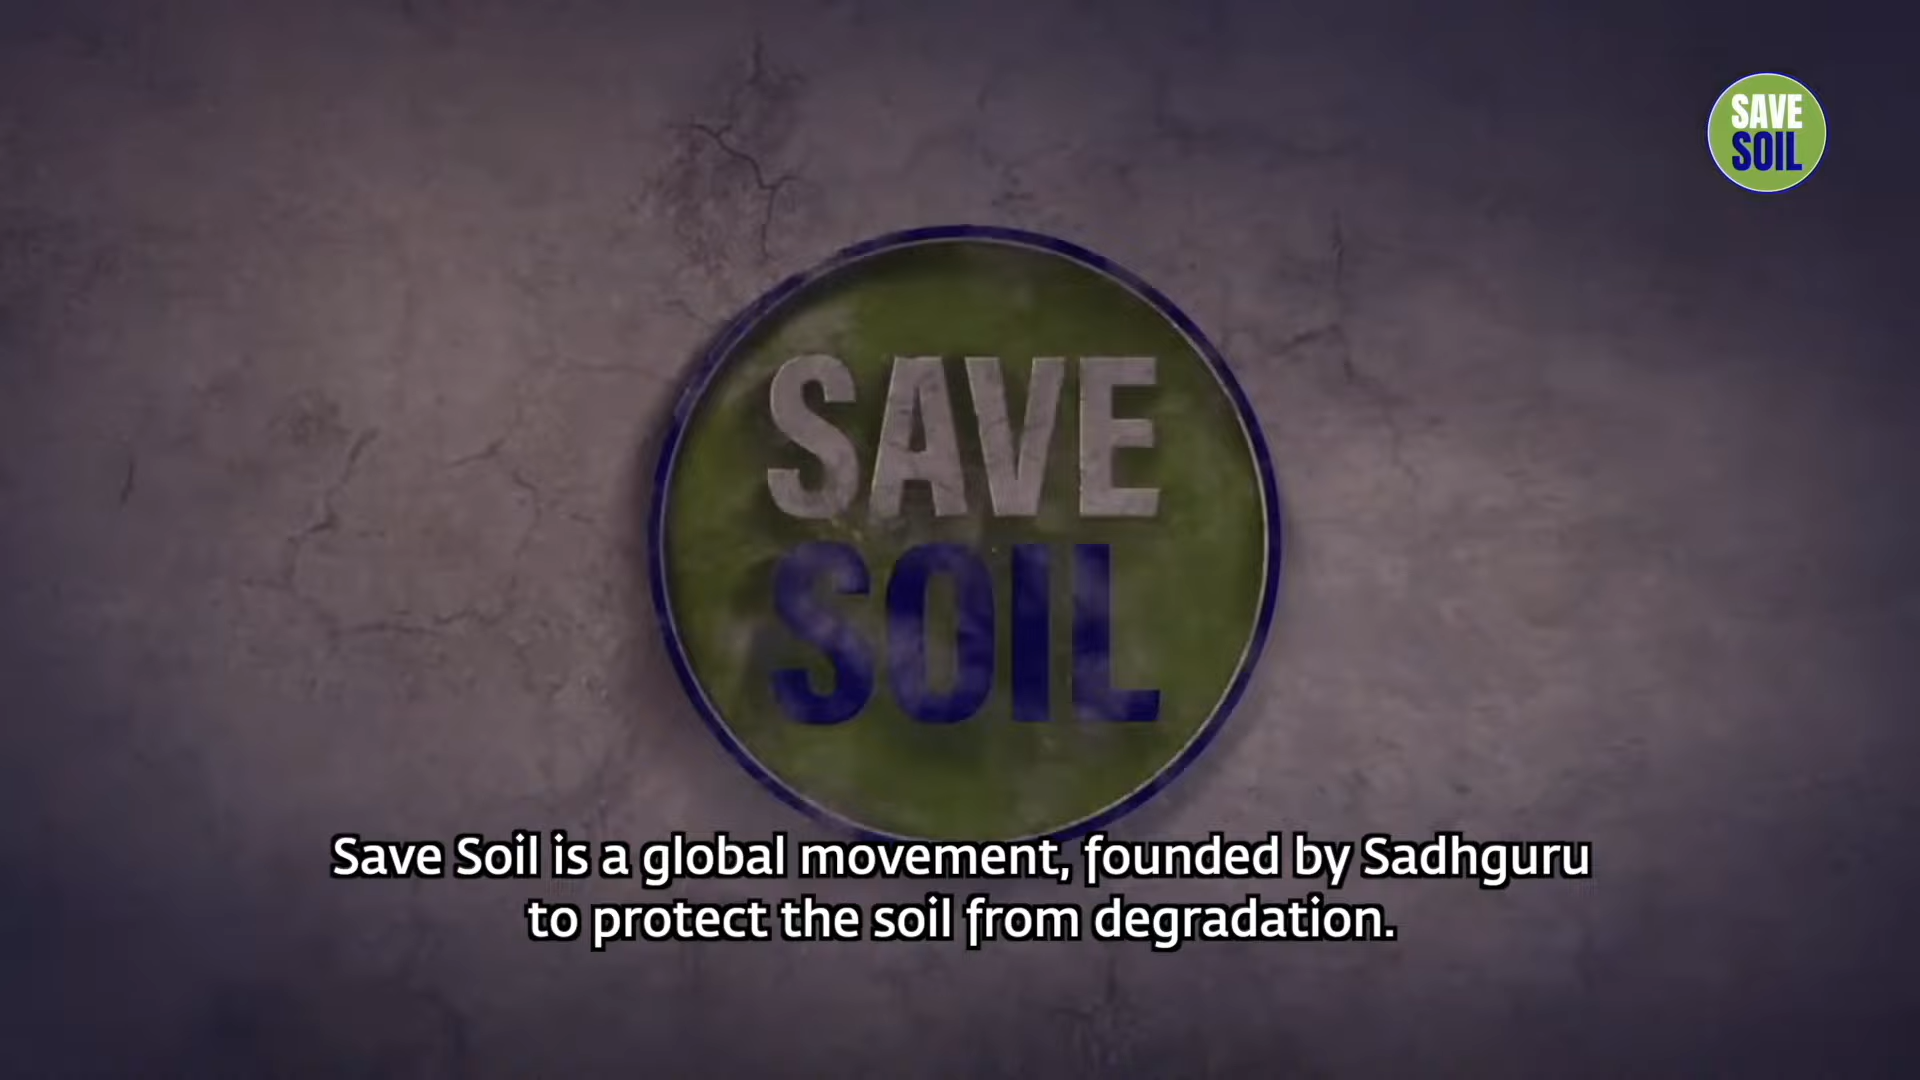 SAVE
SOIL
SAVE
SOIL
Save Soil is a global movement, founded by Sadhguru
to protect the soil from degradation.